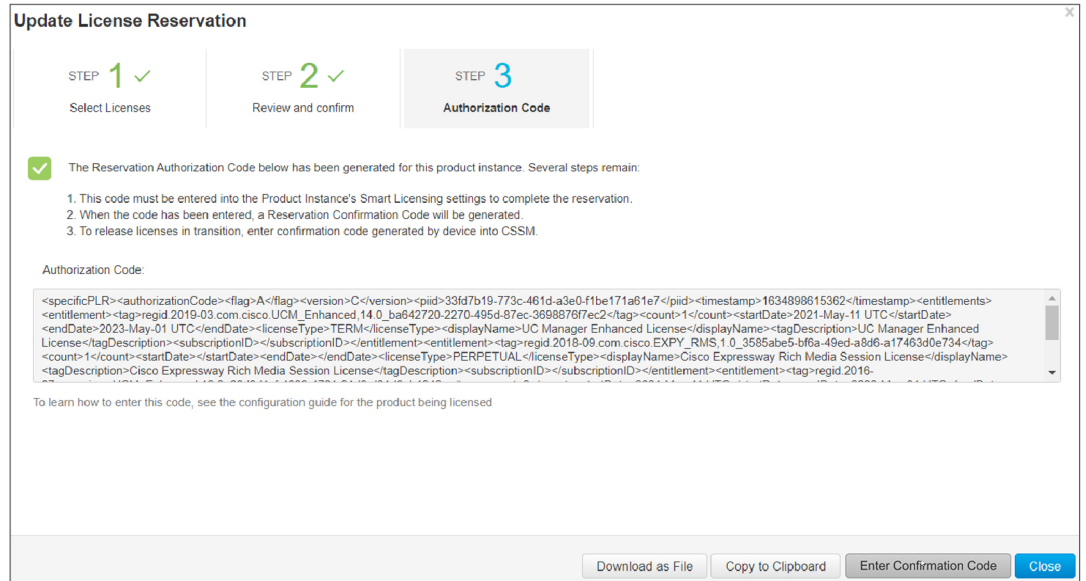 Update License Reservation
×
STEP 1 ✓
Select Licenses
STEP 2 ✓
Review and confirm
STEP 3
Authorization Code
The Reservation Authorization Code below has been generated for this product instance. Several steps remain:
1. This code must be entered into the Product Instance's Smart Licensing settings to complete the reservation.
2. When the code has been entered, a Reservation Confirmation Code will be generated.
3. To release licenses in transition, enter confirmation code generated by device into CSSM.
Authorization Code:
<specificPLR><authorizationCode><flag>A</flag><version>C</version><piid>33fd7b19-773c-461d-a3e0-f1be171a61e7</piid><timestamp>1634898615362</timestamp><entitlements>
<entitlement><tag>regid.2019-03.com.cisco.UCM_Enhanced,14.0_ba642720-2270-495d-87ec-3698876f7ec2</tag><count>1</count><startDate>2021-May-11 UTC</startDate>
<endDate>2023-May-01 UTC</endDate><licenseType>TERM</licenseType><displayName>UC Manager Enhanced License</displayName><tagDescription>UC Manager Enhanced
License</tagDescription><subscriptionID></subscriptionID></entitlement><entitlement><tag>regid.2018-09.com.cisco.EXPY_RMS,1.0_3585abe5-bf6a-49ed-a8d6-a17463d0e734</tag>
<count>1</count><startDate></startDate><endDate></endDate><licenseType>PERPETUAL</licenseType><displayName>Cisco Expressway Rich Media Session License</displayName>
<tagDescription>Cisco Expressway Rich Media Session License</tagDescription><subscriptionID></subscriptionID></entitlement><entitlement><tag>regid.2016-
To learn how to enter this code, see the configuration guide for the product being licensed
Download as File
Copy to Clipboard
Enter Confirmation Code
Close